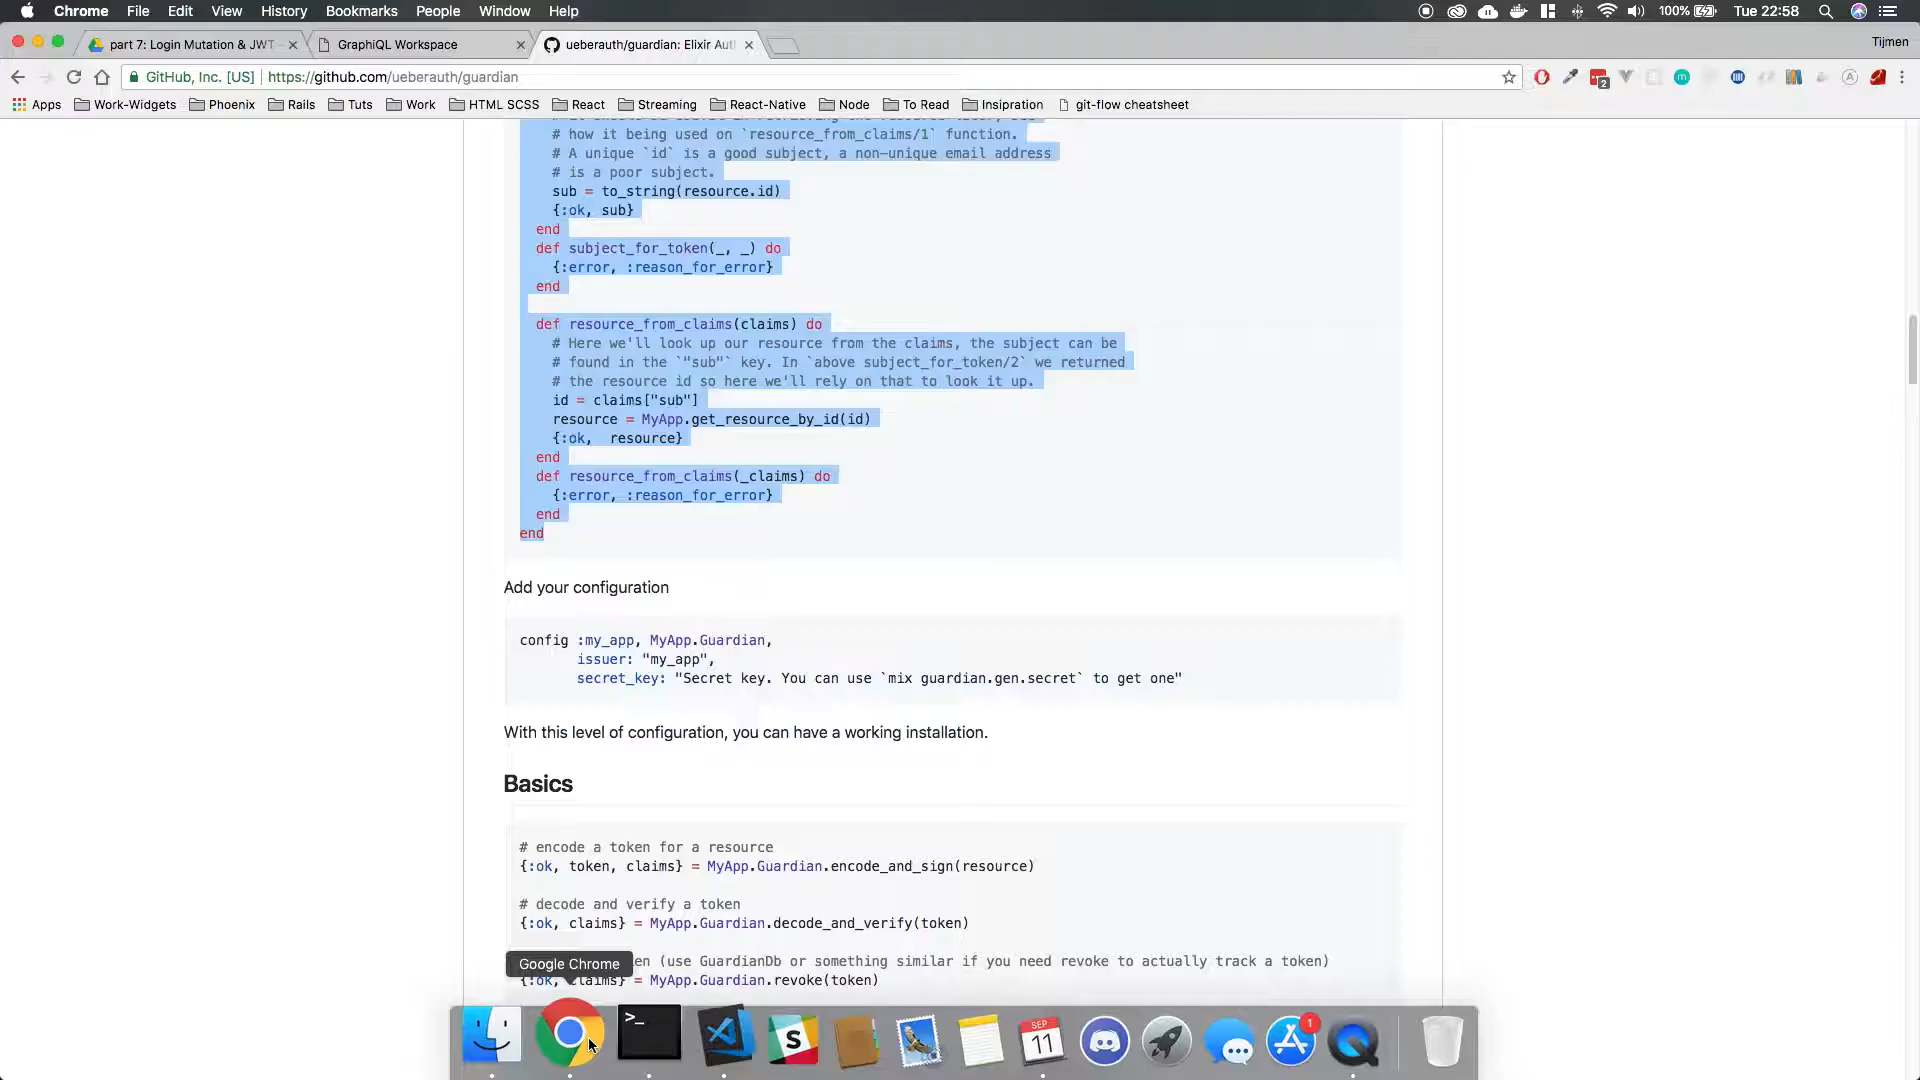 Chrome File Edit View History Bookmarks People Window Help 100% Tue 22:58
part 7: Login Mutation & JWT
GraphiQL Workspace
ueberauth/guardian: Elixir Aut
Tijmen
GitHub, Inc. [US] https://github.com/ueberauth/guardian
2
Apps Work-Widgets Phoenix Rails Tuts Work HTML SCSS React Streaming React-Native Node To Read Insipration git-flow cheatsheet
# how it being used on `resource_from_claims/1` function.
# A unique `id` is a good subject, a non-unique email address
# is a poor subject.
sub = to_string(resource.id)
{:ok, sub}
end
def subject_for_token(_, _) do
{:error, :reason_for_error}
end
def resource_from_claims(claims) do
# Here we'll look up our resource from the claims, the subject can be
# found in the `"sub"` key. In `above subject_for_token/2` we returned
# the resource id so here we'll rely on that to look it up.
id = claims["sub"]
resource = MyApp.get_resource_by_id(id)
{:ok,  resource}
end
def resource_from_claims(_claims) do
{:error, :reason_for_error}
end
end
Add your configuration
config :my_app, MyApp.Guardian,
issuer: "my_app",
secret_key: "Secret key. You can use `mix guardian.gen.secret` to get one"
With this level of configuration, you can have a working installation.
Basics
# encode a token for a resource
{:ok, token, claims} = MyApp.Guardian.encode_and_sign(resource)
# decode and verify a token
{:ok, claims} = MyApp.Guardian.decode_and_verify(token)
Google Chrome
(use GuardianDb or something similar if you need revoke to actually track a token)
{:ok, claims} = MyApp.Guardian.revoke(token)
>_
S
SEP
11
1